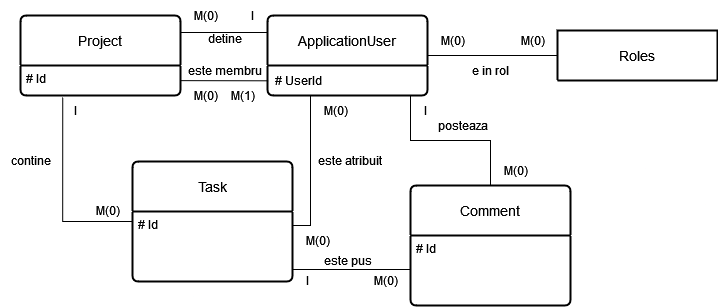 M(0) I
Project
detine
ApplicationUser
M(0) M(0)
Roles
e in rol
# Id
este membru
# UserId
M(0) M(1)
I
M(0)
I
posteaza
contine
este atribuit
Task
M(0)
M(0)
Comment
# Id
M(0)
# Id
este pus
I
M(0)